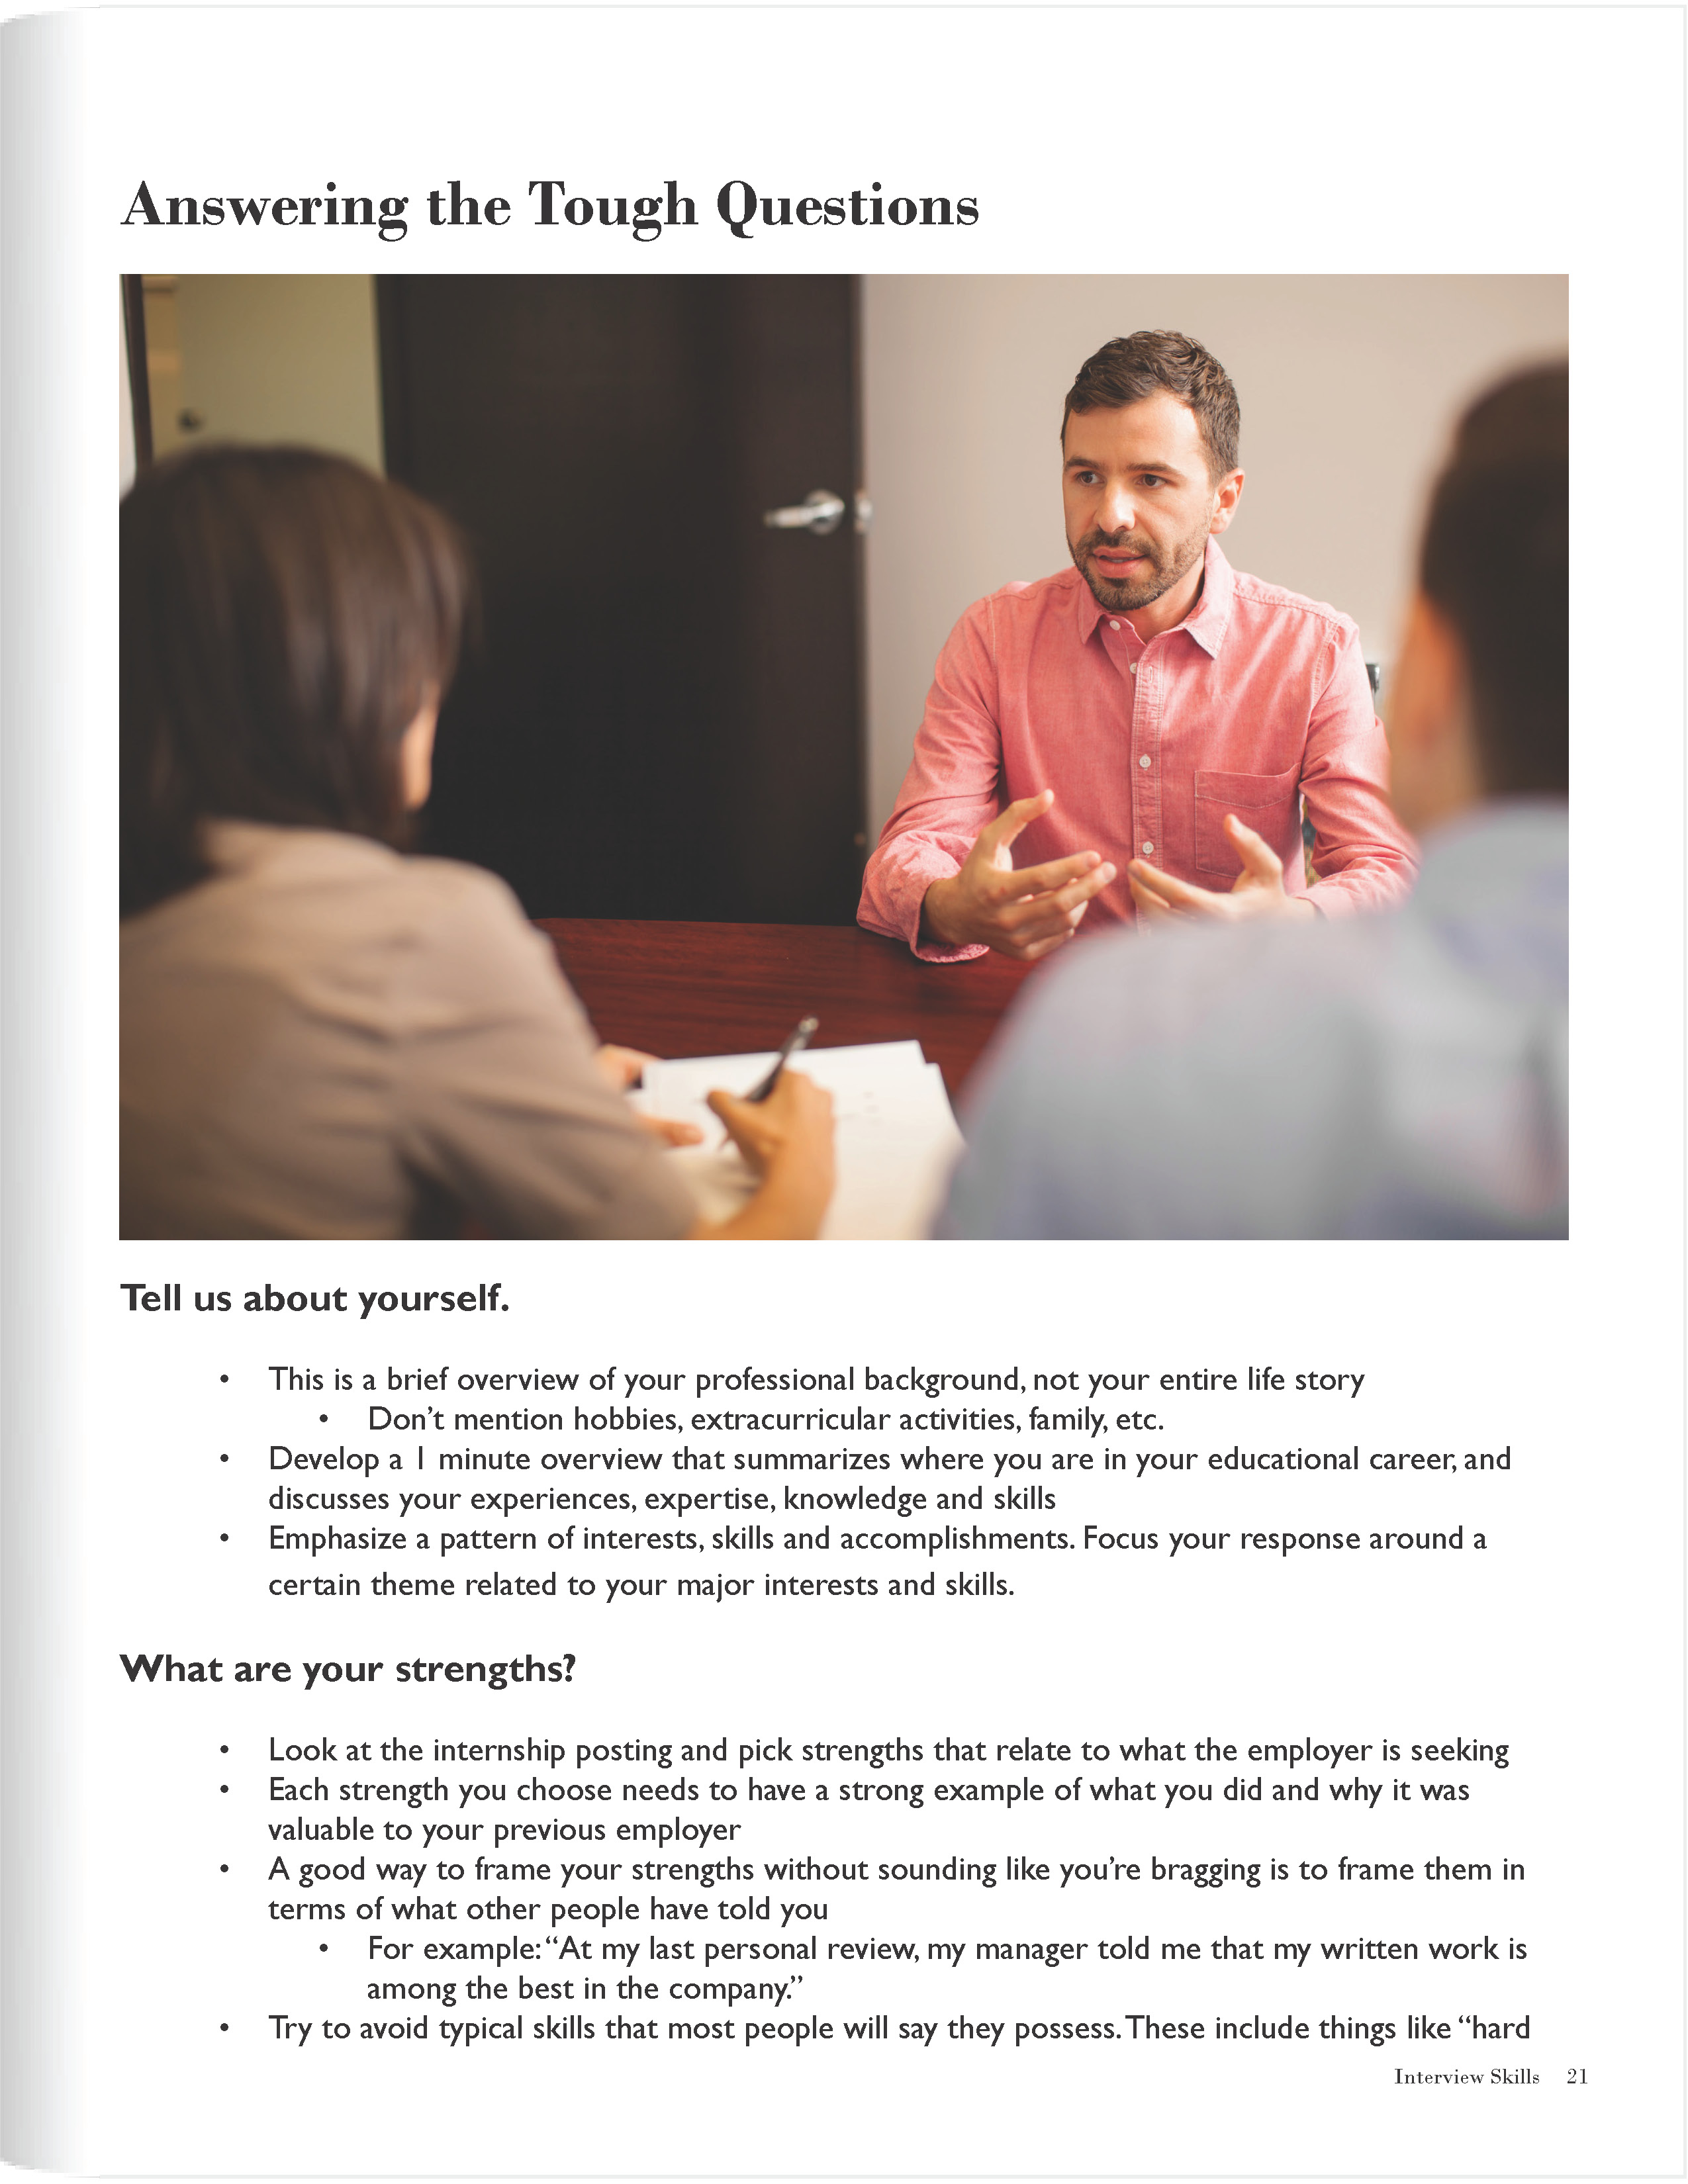 Answering the Tough Questions
Tell us about yourself.
• This is a brief overview of your professional background, not your entire life story
• Don’t mention hobbies, extracurricular activities, family, etc.
• Develop a 1 minute overview that summarizes where you are in your educational career, and
discusses your experiences, expertise, knowledge and skills
• Emphasize a pattern of interests, skills and accomplishments. Focus your response around a
certain theme related to your major interests and skills.
What are your strengths?
• Look at the internship posting and pick strengths that relate to what the employer is seeking
• Each strength you choose needs to have a strong example of what you did and why it was
valuable to your previous employer
• A good way to frame your strengths without sounding like you’re bragging is to frame them in
terms of what other people have told you
• For example: “At my last personal review, my manager told me that my written work is
among the best in the company.”
• Try to avoid typical skills that most people will say they possess. These include things like “hard
Interview Skills 21